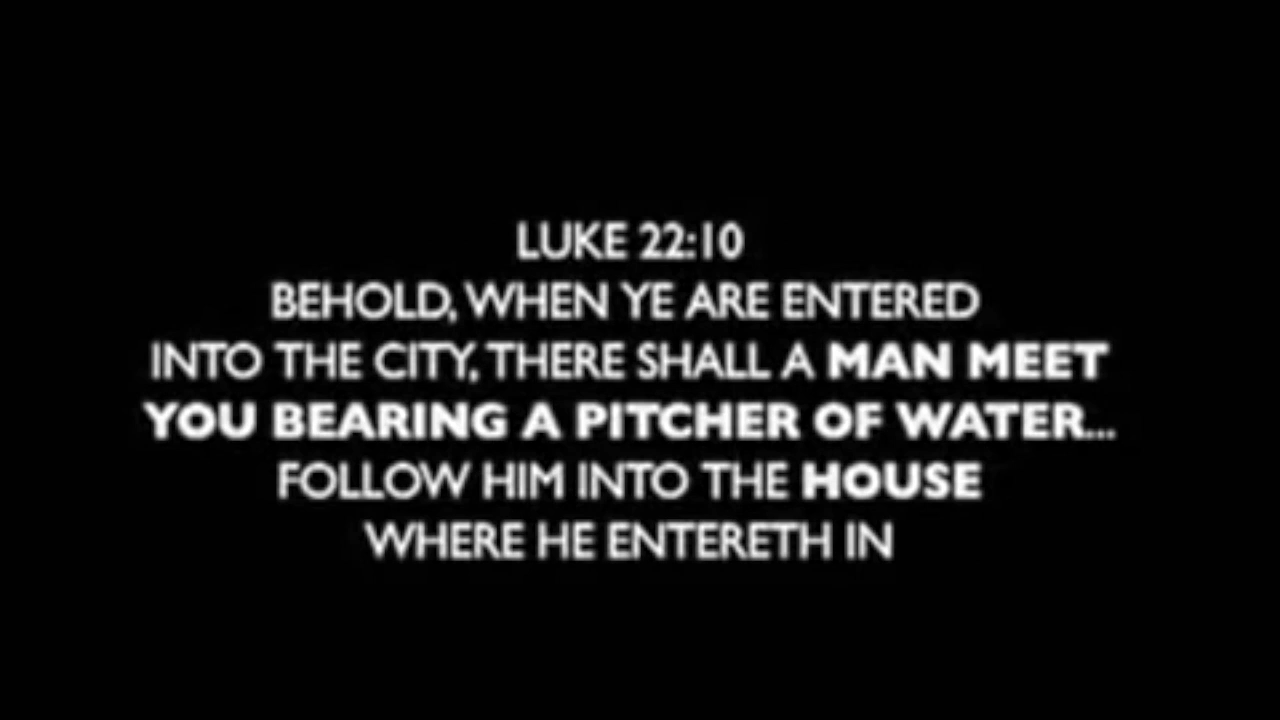 LUKE 22:10
BEHOLD, WHEN YE ARE ENTERED
INTO THE CITY, THERE SHALL A MAN MEET
YOU BEARING A PITCHER OF WATER...
FOLLOW HIM INTO THE HOUSE
WHERE HE ENTERETH IN